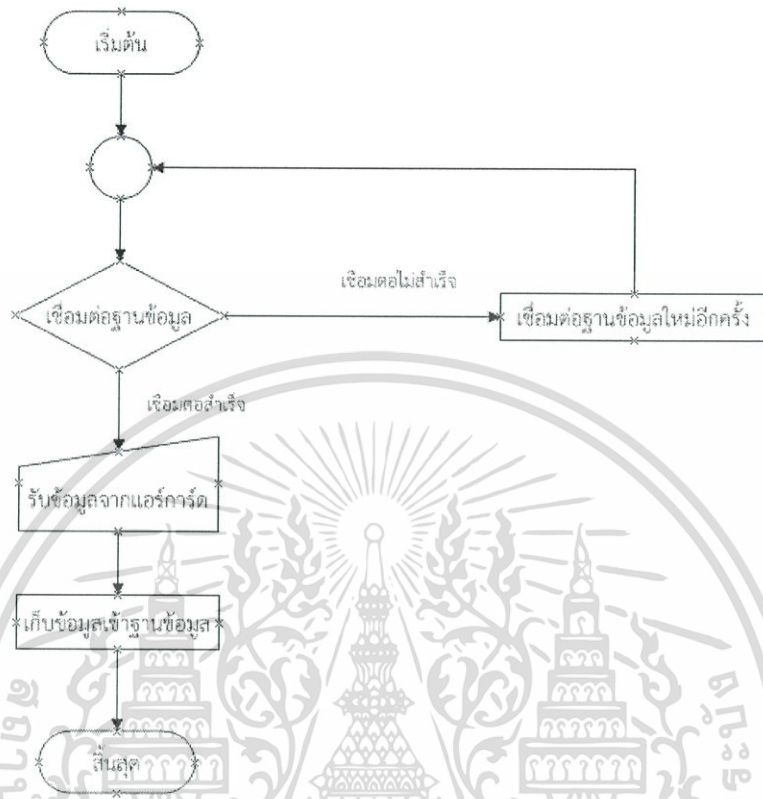 เริ่มต้น
เชื่อมต่อฐานข้อมูล
เชื่อมต่อไม่สำเร็จ
เชื่อมต่อฐานข้อมูลใหม่อีกครั้ง
เชื่อมต่อสำเร็จ
รับข้อมูลจากแอร์การ์ด
เก็บข้อมูลเข้าฐานข้อมูล
สิ้นสุด